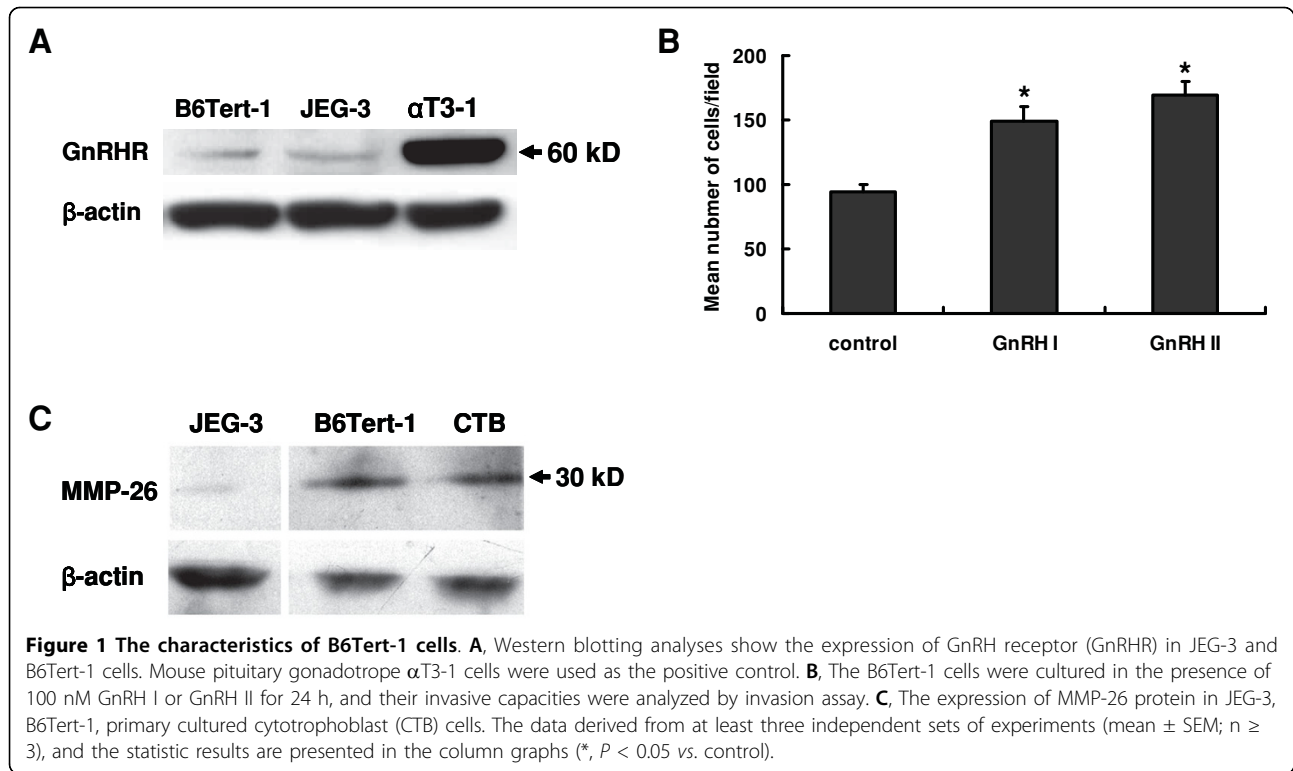 A
B6Tert-1 JEG-3 αT3-1
GnRHR
60 kD
β-actin
B
200
150
100
50
0
Mean nubmer of cells/field
*
*
control GnRH I GnRH II
C
JEG-3 B6Tert-1 CTB
MMP-26
30 kD
β-actin
Figure 1 The characteristics of B6Tert-1 cells. A, Western blotting analyses show the expression of GnRH receptor (GnRHR) in JEG-3 and
B6Tert-1 cells. Mouse pituitary gonadotrope αT3-1 cells were used as the positive control. B, The B6Tert-1 cells were cultured in the presence of
100 nM GnRH I or GnRH II for 24 h, and their invasive capacities were analyzed by invasion assay. C, The expression of MMP-26 protein in JEG-3,
B6Tert-1, primary cultured cytotrophoblast (CTB) cells. The data derived from at least three independent sets of experiments (mean ± SEM; n ≥
3), and the statistic results are presented in the column graphs (*, P < 0.05 vs. control).